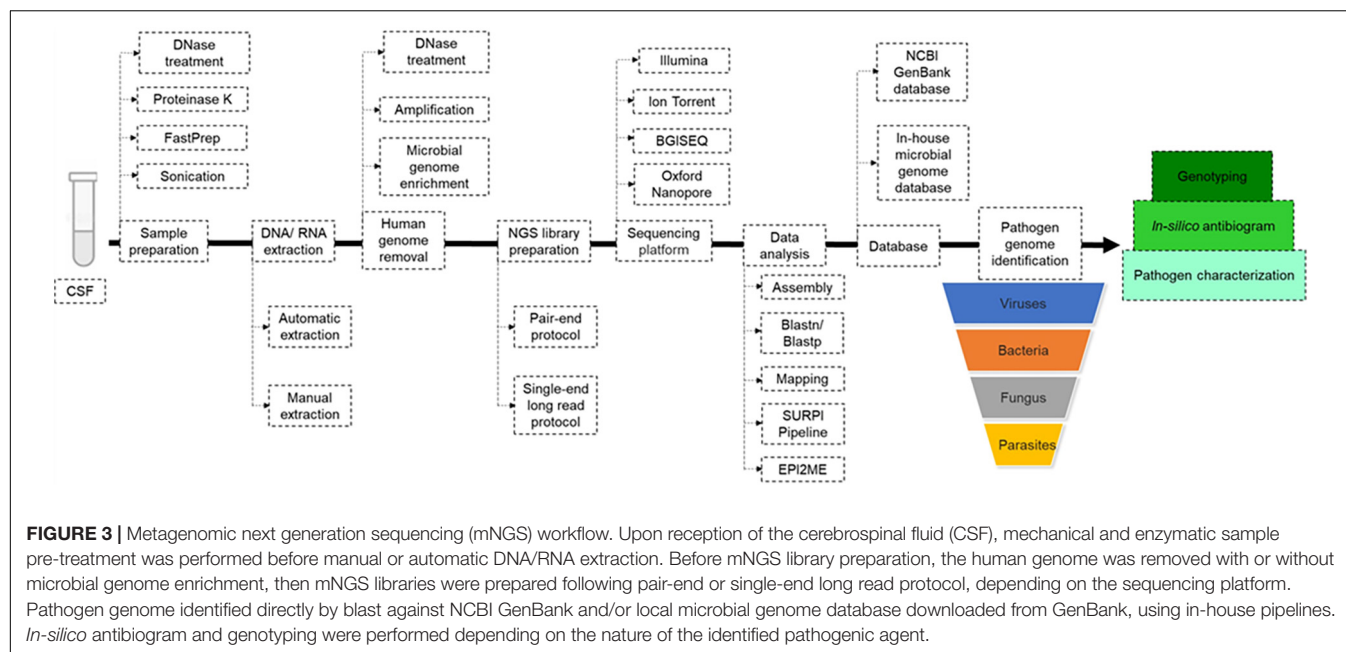 DNase
treatment
Proteinase K
FastPrep
Sonication
DNase
treatment
Amplification
Microbial
genome
enrichment
Illumina
Ion Torrent
BGISEQ
Oxford
Nanopore
NCBI
GenBank
database
In-house
microbial
genome
database
CSF
Sample
preparation
DNA/ RNA
extraction
Human
genome
removal
NGS library
preparation
Sequencing
platform
Data
analysis
Database
Pathogen
genome
identification
Genotyping
In-silico antibiogram
Pathogen characterization
Automatic
extraction
Manual
extraction
Pair-end
protocol
Single-end
long read
protocol
Assembly
Blastn/
Blastp
Mapping
SURPI
Pipeline
EPI2ME
Viruses
Bacteria
Fungus
Parasites
FIGURE 3 | Metagenomic next generation sequencing (mNGS) workflow. Upon reception of the cerebrospinal fluid (CSF), mechanical and enzymatic sample
pre-treatment was performed before manual or automatic DNA/RNA extraction. Before mNGS library preparation, the human genome was removed with or without
microbial genome enrichment, then mNGS libraries were prepared following pair-end or single-end long read protocol, depending on the sequencing platform.
Pathogen genome identified directly by blast against NCBI GenBank and/or local microbial genome database downloaded from GenBank, using in-house pipelines.
In-silico antibiogram and genotyping were performed depending on the nature of the identified pathogenic agent.